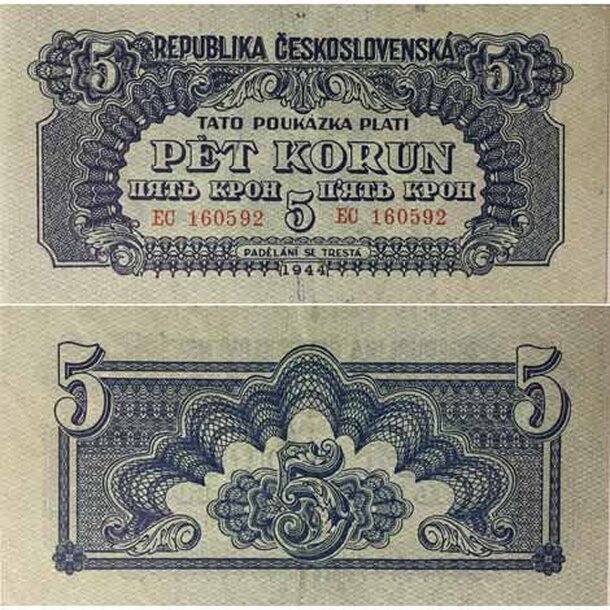 5 REPUBLIKA ČESKOSLOVENSKÁ 5
TATO POUKÁZKA PLATÍ
PĚT KORUN
ПЯТЬ КРОН П'ЯТЬ КРОН
EC 160592 5 EC 160592
PADĚLÁNÍ SE TRESTÁ
1944
5 5
5